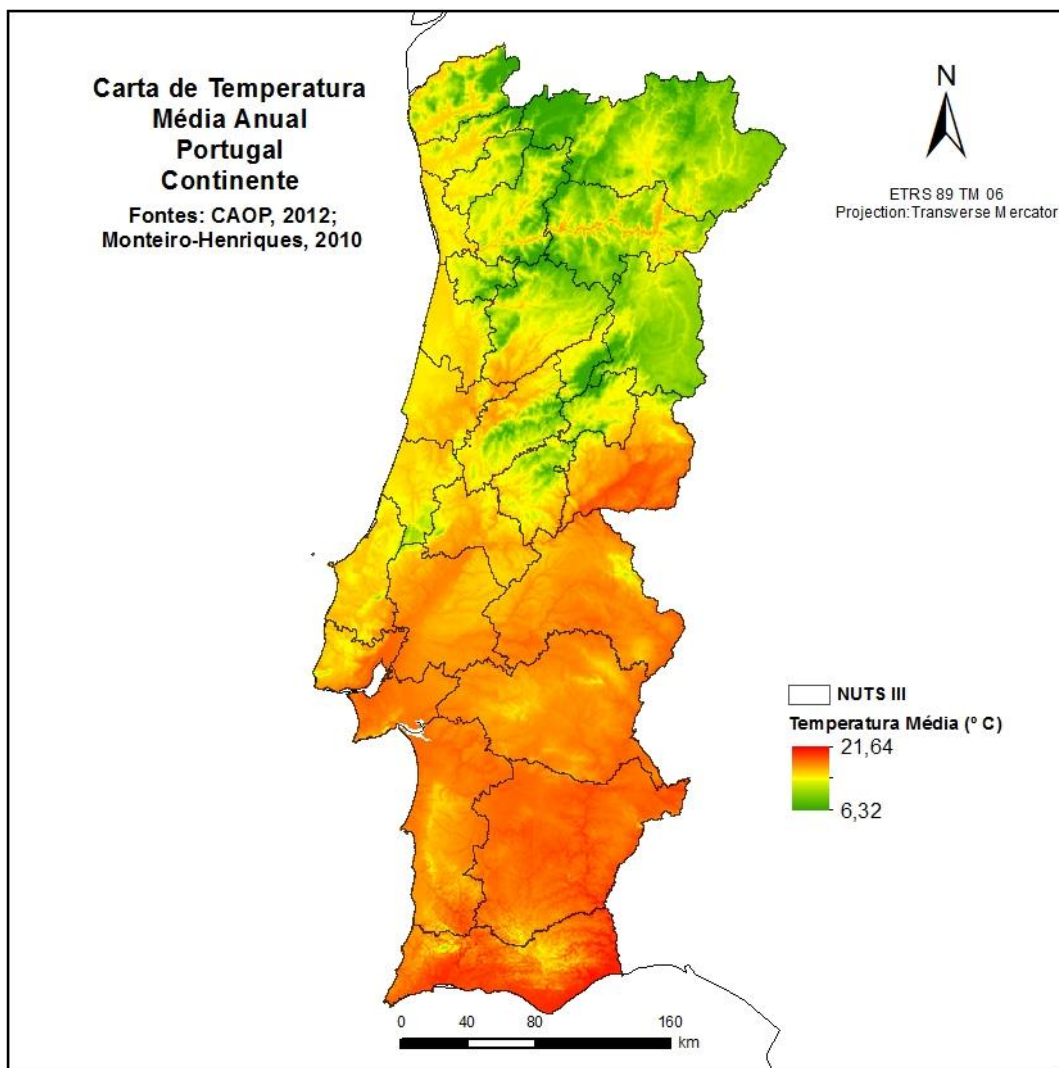 Carta de Temperatura
Média Anual
Portugal
Continente
Fontes: CAOP, 2012;
Monteiro-Henriques, 2010
N
ETRS 89 TM 06
Projection:Transverse Mercator
NUTS III
Temperatura Média (º C)
21,64
6,32
0 40 80 160
km